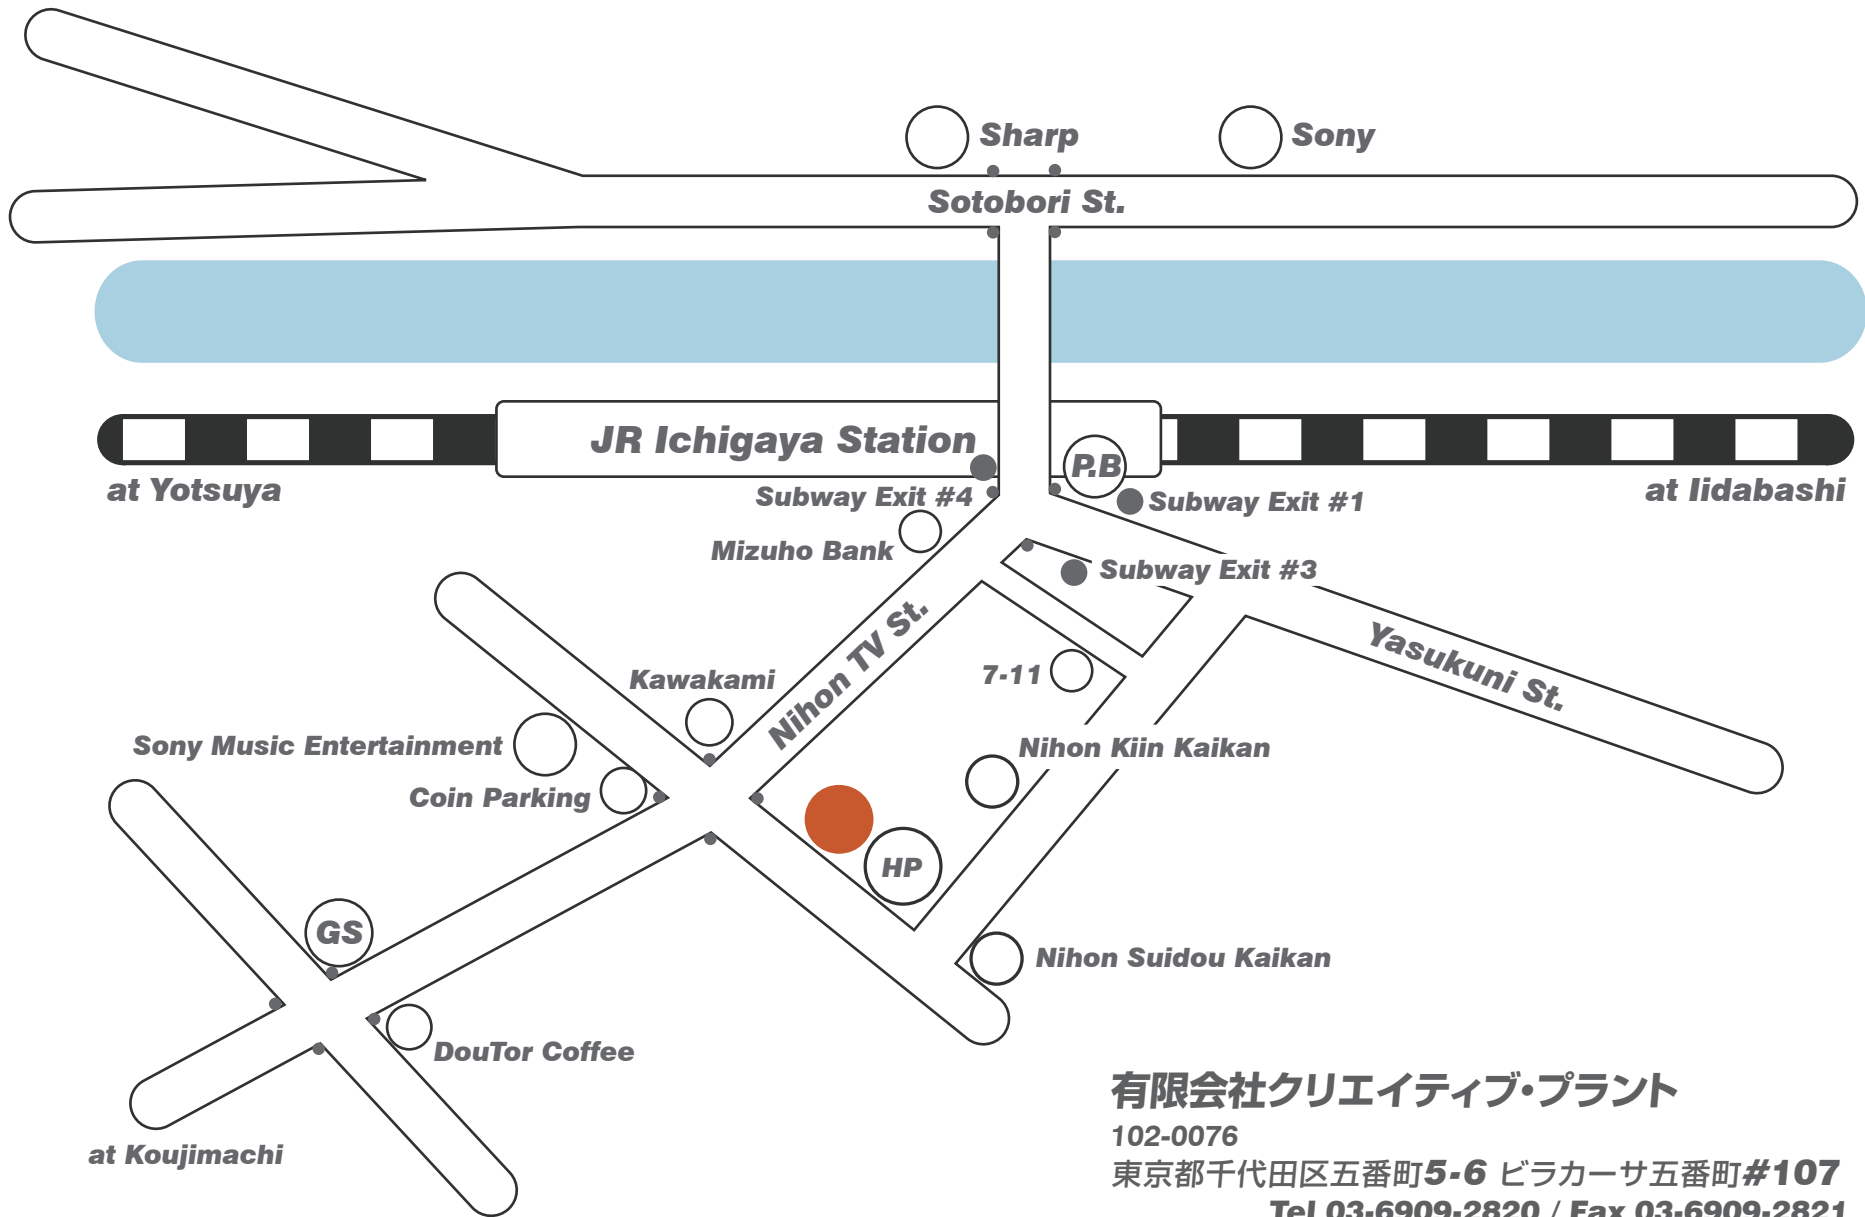 Sharp
Sony
Sotobori St.
JR Ichigaya Station
P.B
at Yotsuya
at Iidabashi
Subway Exit #4
Subway Exit #1
Mizuho Bank
Subway Exit #3
Nihon TV St.
Yasukuni St.
7-11
Kawakami
Sony Music Entertainment
Nihon Kiin Kaikan
Coin Parking
HP
GS
Nihon Suidou Kaikan
DouTor Coffee
at Koujimachi
有限会社クリエイティブ・プラント
102-0076
東京都千代田区五番町5-6 ビラカーサ五番町#107
Tel 03-6909-2820 / Fax 03-6909-2821